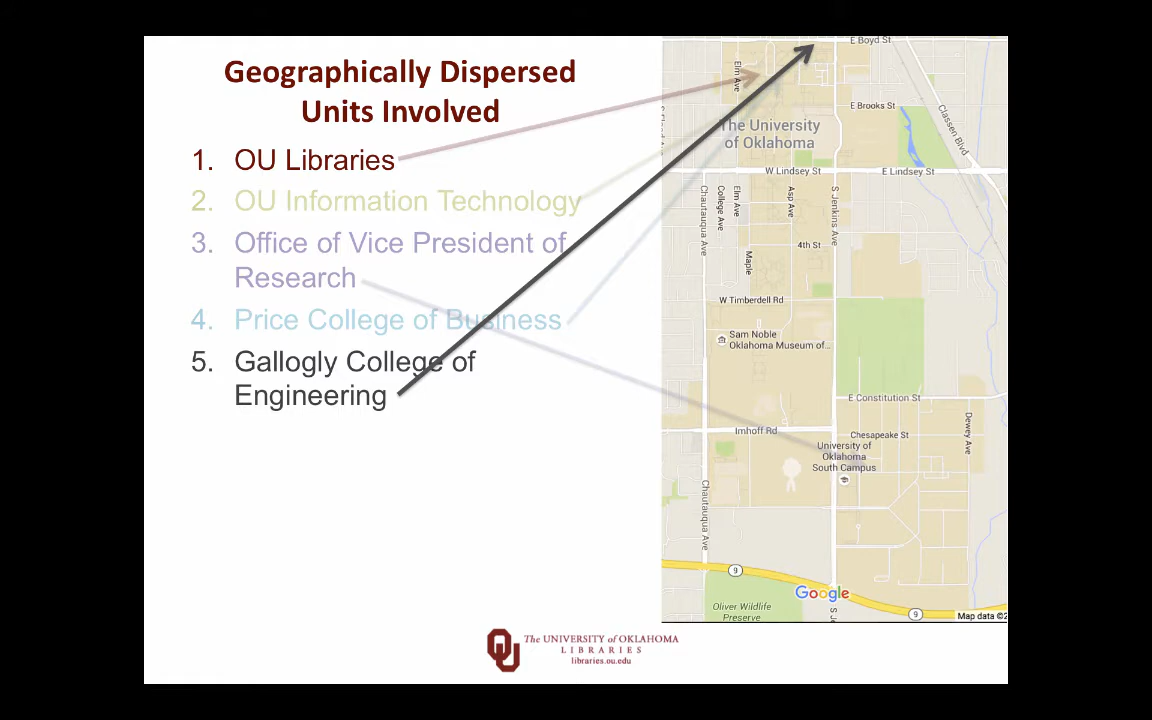 Geographically Dispersed
Units Involved
1. OU Libraries
2. OU Information Technology
3. Office of Vice President of
Research
4. Price College of Business
5. Gallogly College of
Engineering
E Boyd St
Elm Ave
E Brooks St
Classen Blvd
The University
of Oklahoma
W Lindsey St
E Lindsey St
Chautauqua Ave
College Ave
Elm Ave
Asp Ave
S Jenkins Ave
4th St
Maple
W Timberdell Rd
Sam Noble
Oklahoma Museum of...
E Constitution St
Imhoff Rd
Chesapeake St
Dewey Ave
University of
Oklahoma
South Campus
Chautauqua Ave
9
Google
Oliver Wildlife
Preserve
9
Map data ©2
OU
The UNIVERSITY of OKLAHOMA
LIBRARIES
libraries.ou.edu